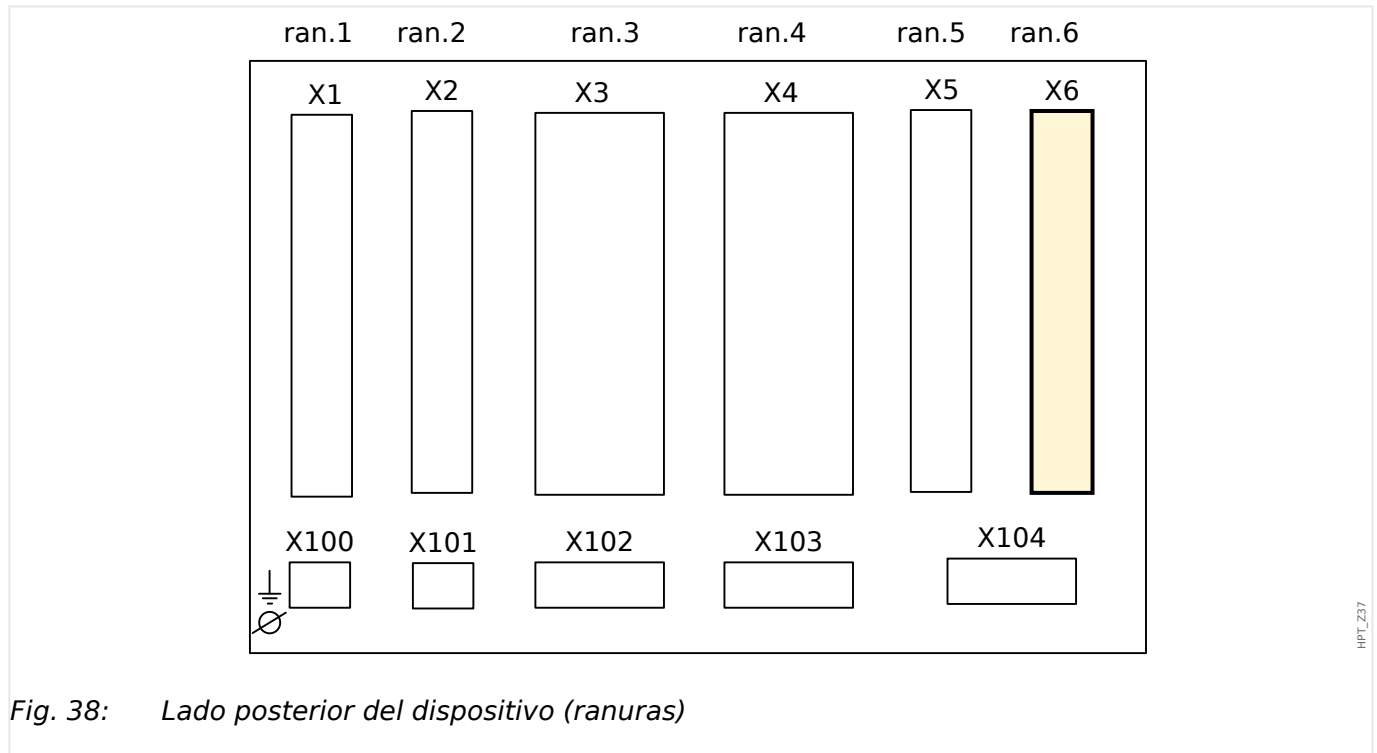 ran.1 ran.2 ran.3 ran.4 ran.5 ran.6
X1 X2 X3 X4 X5 X6
X100 X101 X102 X103 X104
HPT_Z37
Fig. 38: Lado posterior del dispositivo (ranuras)